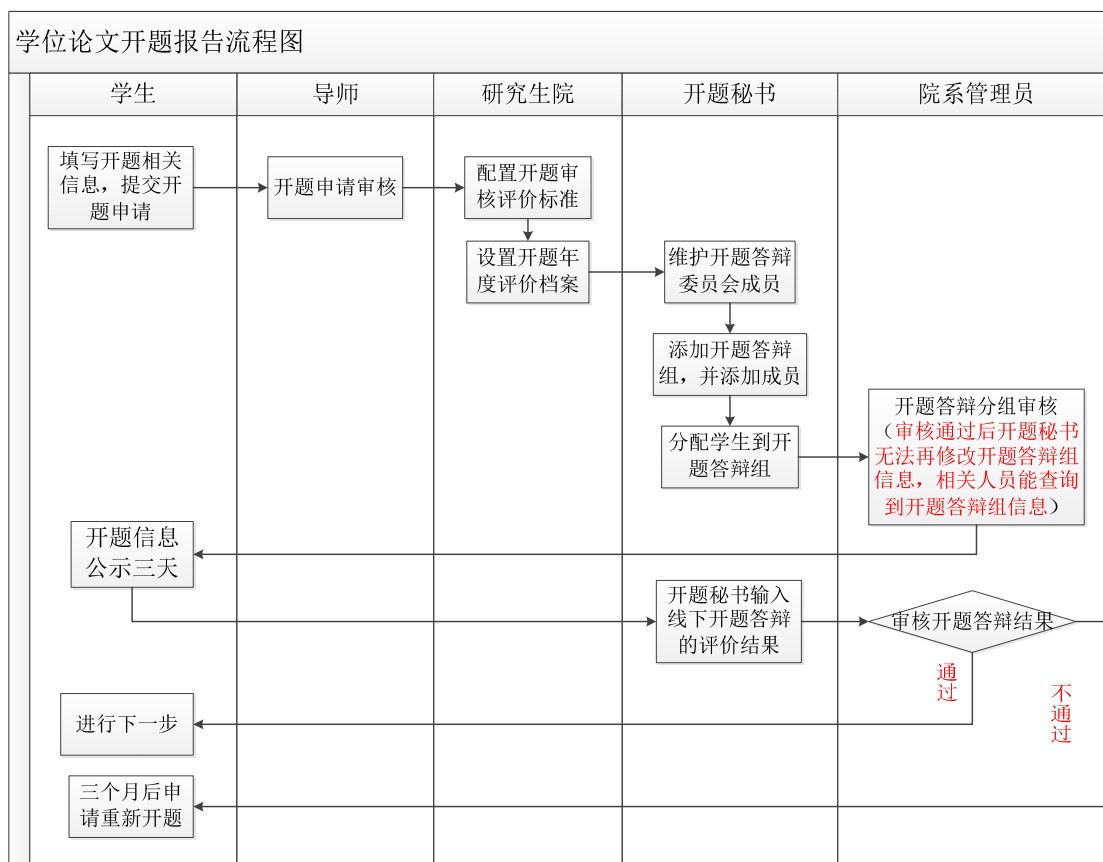 学位论文开题报告流程图
学生
导师
研究生院
开题秘书
院系管理员
填写开题相关
信息，提交开
题申请
开题申请审核
配置开题审
核评价标准
设置开题年
度评价档案
维护开题答辩
委员会成员
添加开题答辩
组，并添加成员
分配学生到开
题答辩组
开题答辩分组审核
（审核通过后开题秘书
无法再修改开题答辩组
信息，相关人员能查询
到开题答辩组信息）
开题信息
公示三天
开题秘书输入
线下开题答辩
的评价结果
审核开题答辩结果
通过
不通过
进行下一步
三个月后申
请重新开题